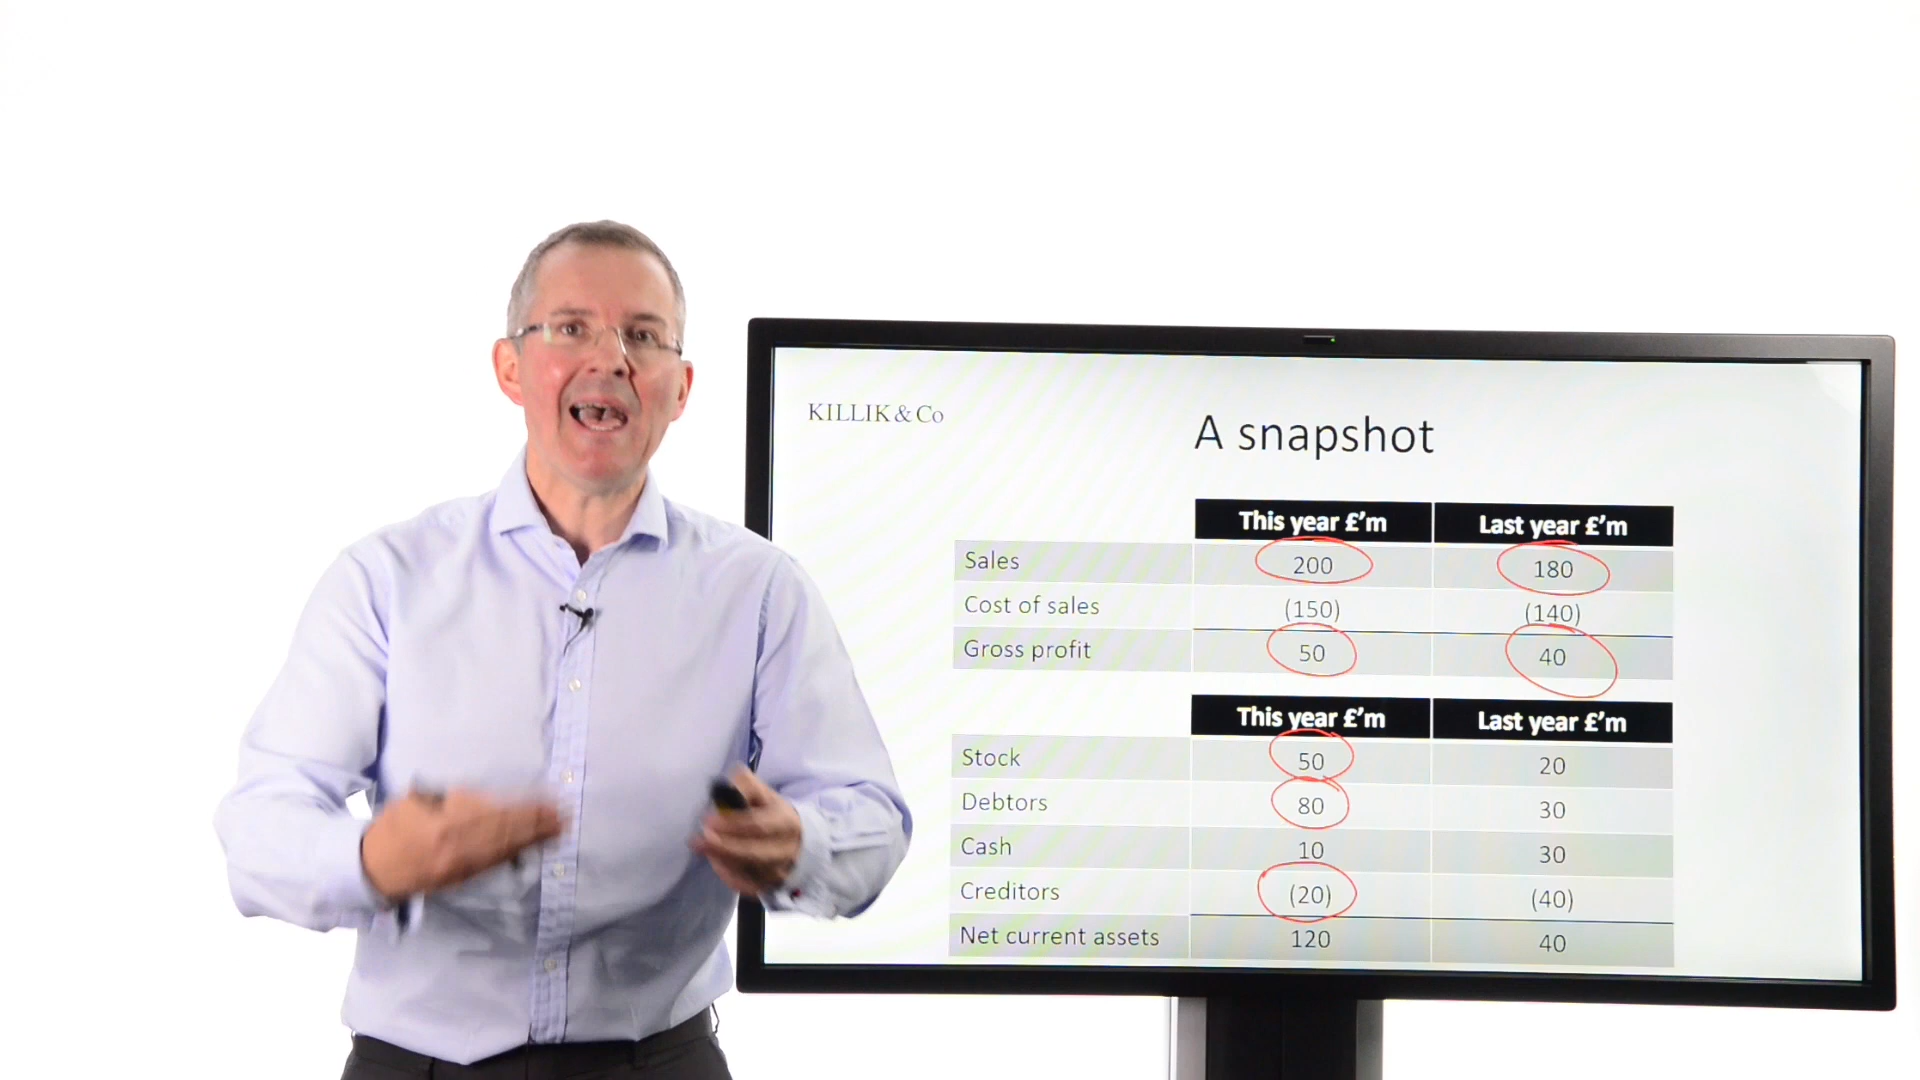 KILLIK & Co
A snapshot
This year £’m Last year £’m
Sales 200 180
Cost of sales (150) (140)
Gross profit 50 40
This year £’m Last year £’m
Stock 50 20
Debtors 80 30
Cash 10 30
Creditors (20) (40)
Net current assets 120 40